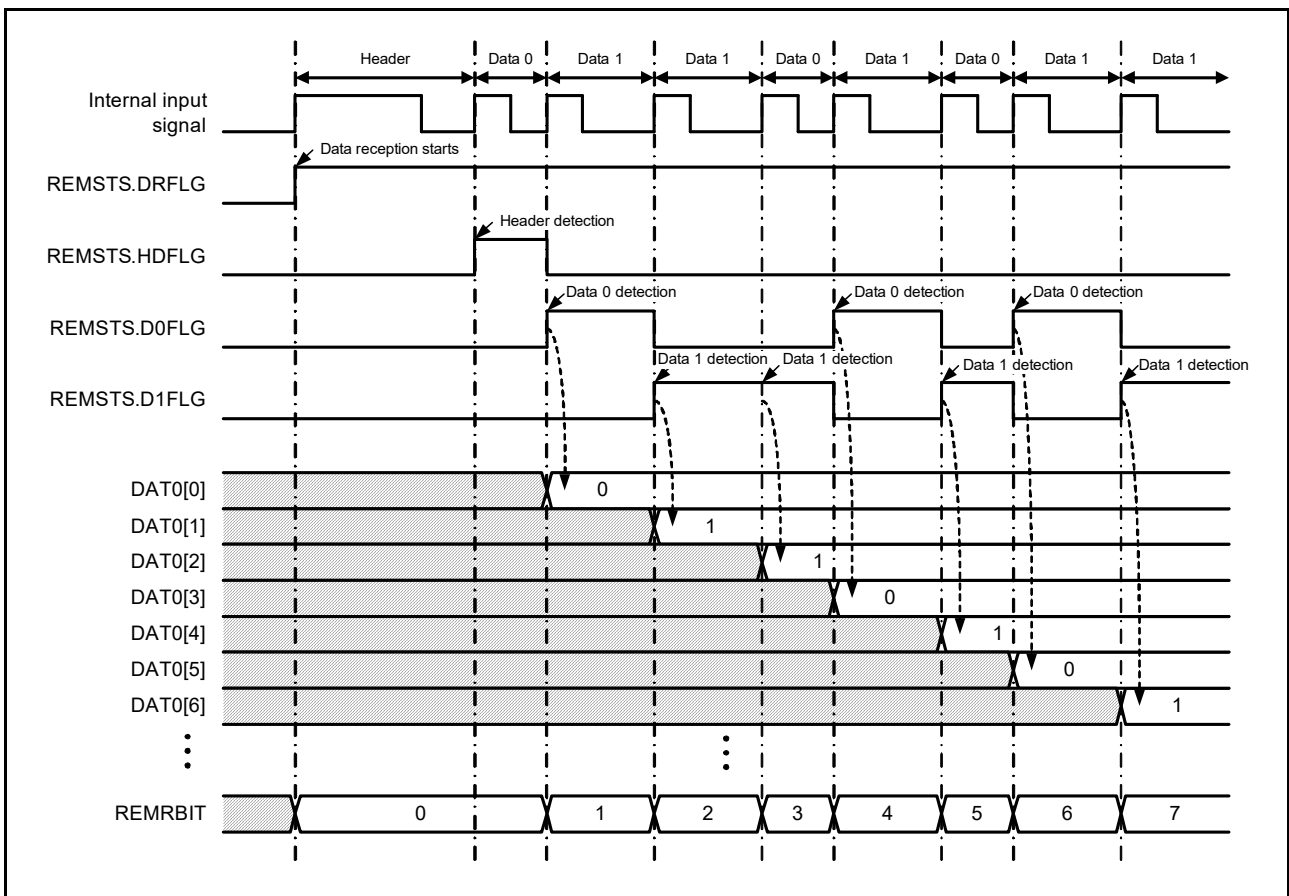 Header Data 0 Data 1 Data 1 Data 0 Data 1 Data 0 Data 1 Data 1
Internal input
signal
Data reception starts
REMSTS.DRFLG
Header detection
REMSTS.HDFLG
Data 0 detection Data 0 detection Data 0 detection
REMSTS.D0FLG
Data 1 detection Data 1 detection Data 1 detection Data 1 detection
REMSTS.D1FLG
DAT0[0] 0
DAT0[1] 1
DAT0[2] 1
DAT0[3] 0
DAT0[4] 1
DAT0[5] 0
DAT0[6] 1
REMRBIT 0 1 2 3 4 5 6 7